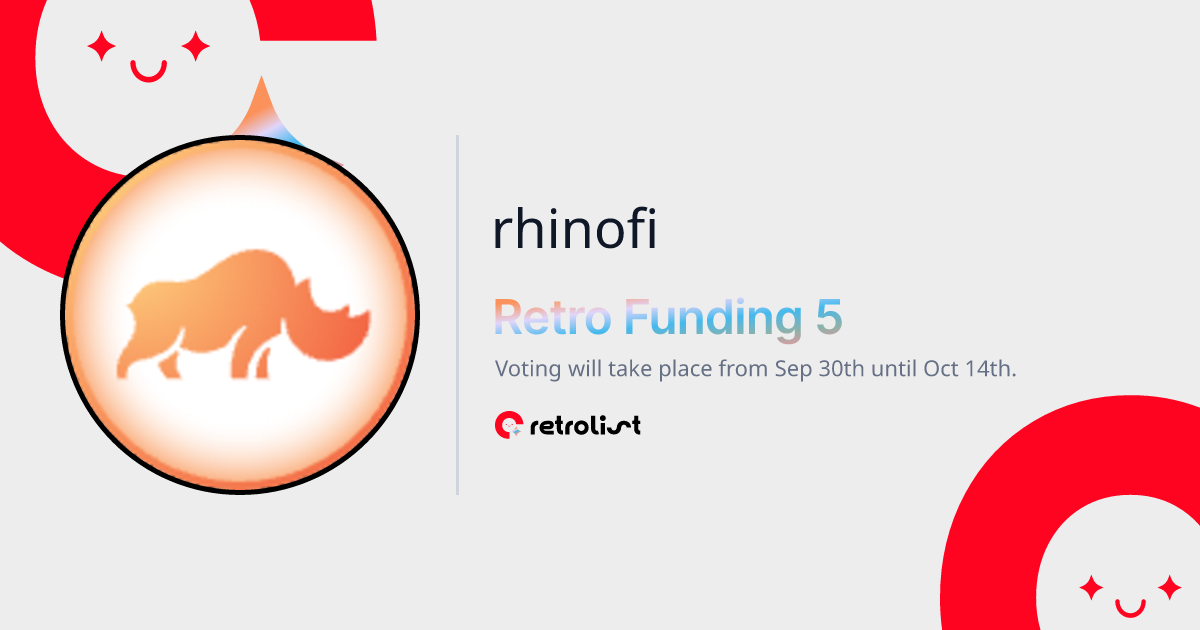 rhinofi
Retro Funding 5
Voting will take place from Sep 30th until Oct 14th.
retrolist